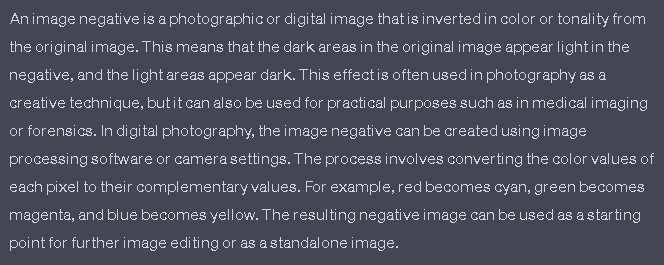 An image negative is a photographic or digital image that is inverted in color or tonality from
the original image. This means that the dark areas in the original image appear light in the
negative, and the light areas appear dark. This effect is often used in photography as a
creative technique, but it can also be used for practical purposes such as in medical imaging
or forensics. In digital photography, the image negative can be created using image
processing software or camera settings. The process involves converting the color values of
each pixel to their complementary values. For example, red becomes cyan, green becomes
magenta, and blue becomes yellow. The resulting negative image can be used as a starting
point for further image editing or as a standalone image.